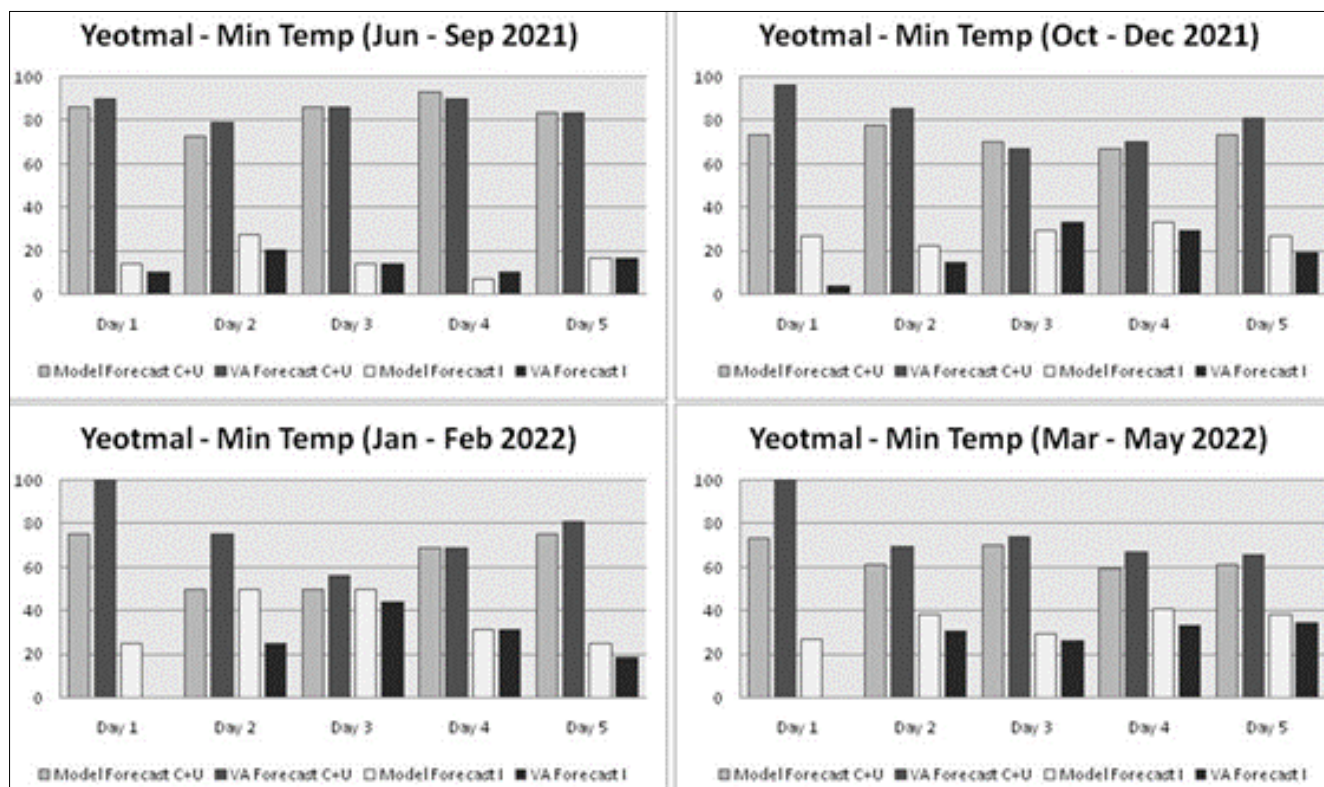 Yeotmal - Min Temp (Jun - Sep 2021)
100
80
60
40
20
0
Day 1 Day 2 Day 3 Day 4 Day 5
Model Forecast C+U VA Forecast C+U Model Forecast I VA Forecast I
Yeotmal - Min Temp (Oct - Dec 2021)
100
80
60
40
20
0
Day 1 Day 2 Day 3 Day 4 Day 5
Model Forecast C+U VA Forecast C+U Model Forecast I VA Forecast I
Yeotmal - Min Temp (Jan - Feb 2022)
100
80
60
40
20
0
Day 1 Day 2 Day 3 Day 4 Day 5
Model Forecast C+U VA Forecast C+U Model Forecast I VA Forecast I
Yeotmal - Min Temp (Mar - May 2022)
100
80
60
40
20
0
Day 1 Day 2 Day 3 Day 4 Day 5
Model Forecast C+U VA Forecast C+U Model Forecast I VA Forecast I